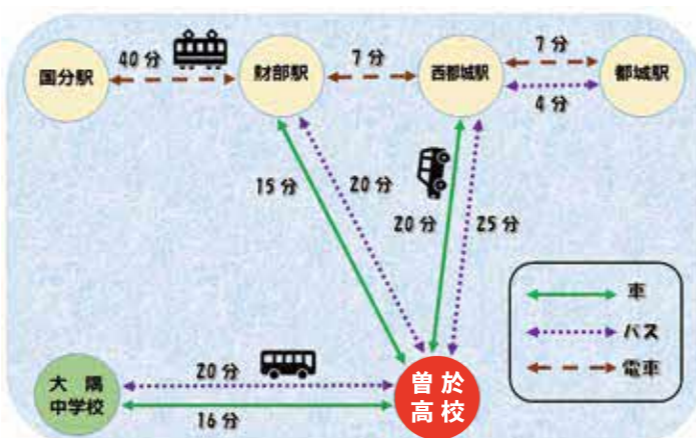 40分
7分
7分
国分駅
財部駅
西都城駅
都城駅
4分
15分
20分
20分
25分
車
バス
電車
大隅
中学校
20分
16分
曽於
高校